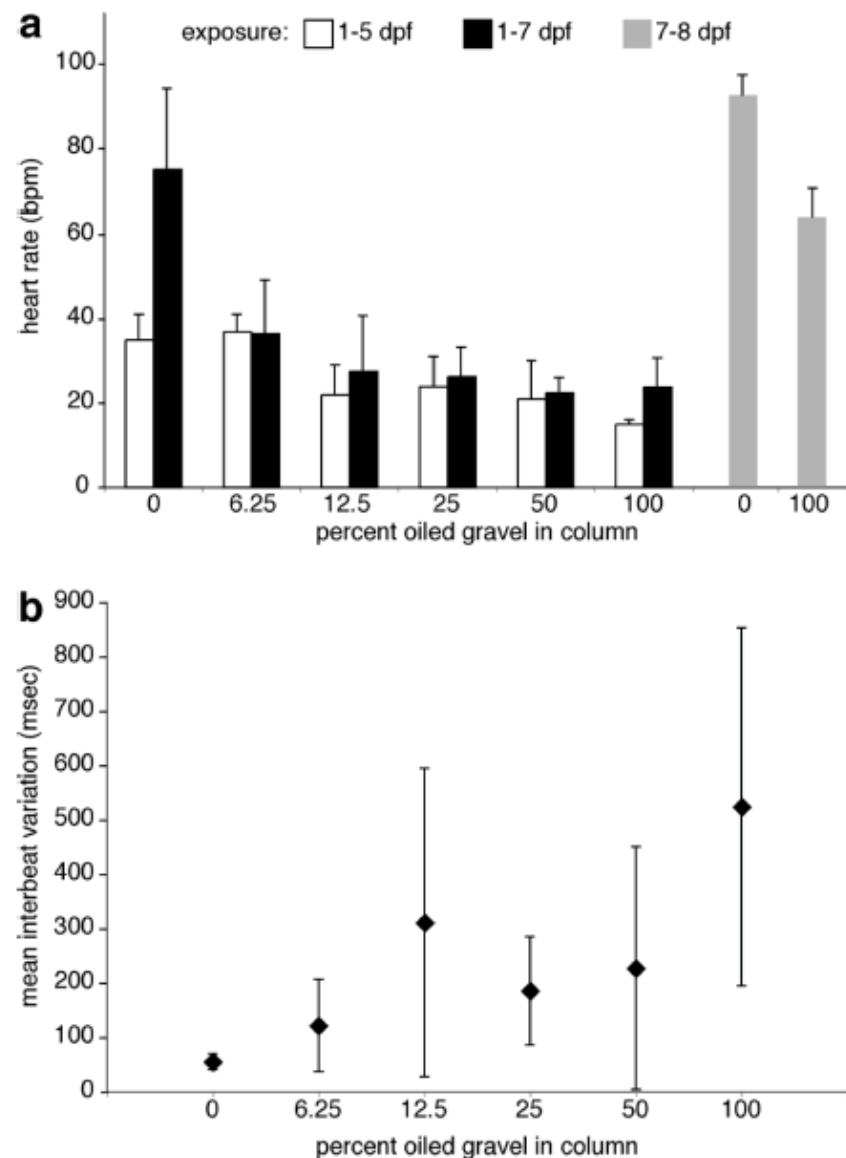 a
exposure: 1-5 dpf 1-7 dpf 7-8 dpf
heart rate (bpm)
100
80
60
40
20
0
0 6.25 12.5 25 50 100 0 100
percent oiled gravel in column
b
mean interbeat variation (msec)
900
800
700
600
500
400
300
200
100
0
0 6.25 12.5 25 50 100
percent oiled gravel in column